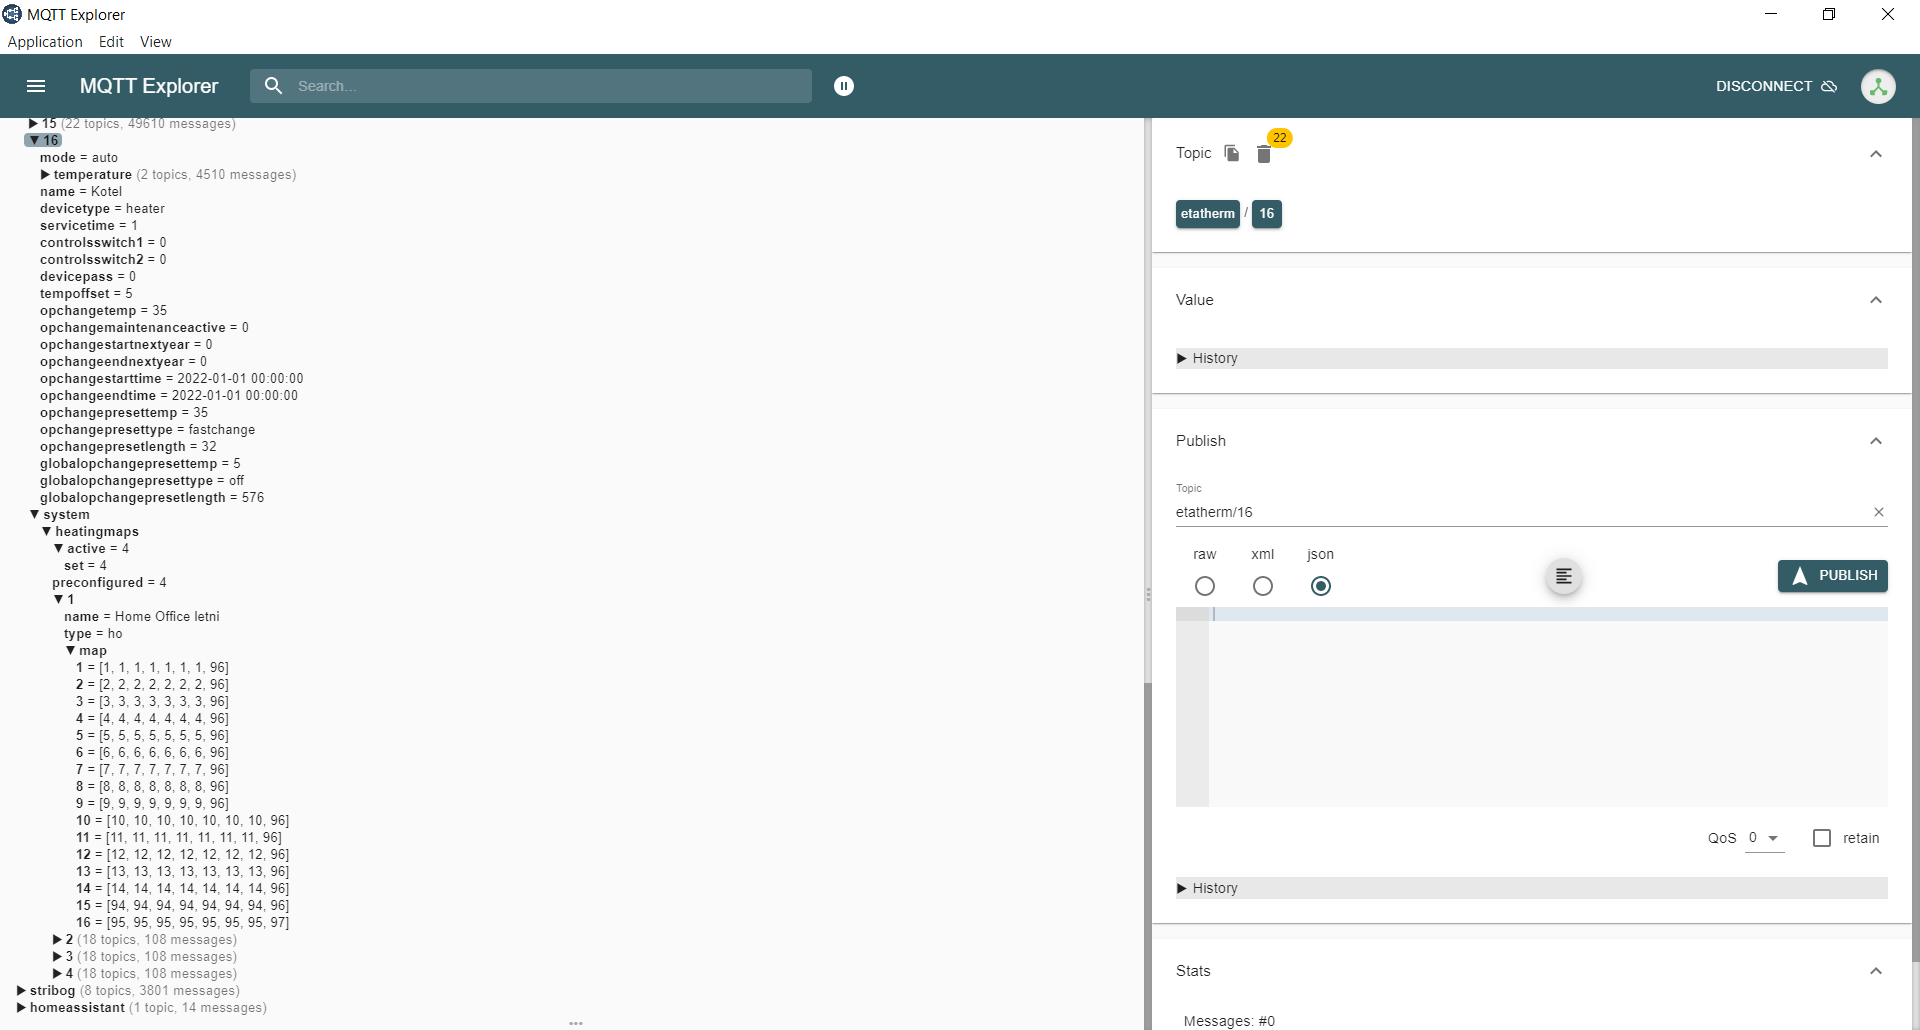 MQTT Explorer
Application Edit View
MQTT Explorer Search... DISCONNECT
▶ 15 (22 topics, 49610 messages)
▼ 16
mode = auto
▶ temperature (2 topics, 4510 messages)
name = Kotel
devicetype = heater
servicetime = 1
controlsswitch1 = 0
controlsswitch2 = 0
devicepass = 0
tempoffset = 5
opchangetemp = 35
opchangemaintenanceactive = 0
opchangestartnextyear = 0
opchangeendnextyear = 0
opchangestarttime = 2022-01-01 00:00:00
opchangeendtime = 2022-01-01 00:00:00
opchangepresettemp = 35
opchangepresettype = fastchange
opchangepresetlength = 32
globalopchangepresettemp = 5
globalopchangepresettype = off
globalopchangepresetlength = 576
▼ system
▼ heatingmaps
▼ active = 4
set = 4
preconfigured = 4
▼ 1
name = Home Office letni
type = ho
▼ map
1 = [1, 1, 1, 1, 1, 1, 1, 96]
2 = [2, 2, 2, 2, 2, 2, 2, 96]
3 = [3, 3, 3, 3, 3, 3, 3, 96]
4 = [4, 4, 4, 4, 4, 4, 4, 96]
5 = [5, 5, 5, 5, 5, 5, 5, 96]
6 = [6, 6, 6, 6, 6, 6, 6, 96]
7 = [7, 7, 7, 7, 7, 7, 7, 96]
8 = [8, 8, 8, 8, 8, 8, 8, 96]
9 = [9, 9, 9, 9, 9, 9, 9, 96]
10 = [10, 10, 10, 10, 10, 10, 10, 96]
11 = [11, 11, 11, 11, 11, 11, 11, 96]
12 = [12, 12, 12, 12, 12, 12, 12, 96]
13 = [13, 13, 13, 13, 13, 13, 13, 96]
14 = [14, 14, 14, 14, 14, 14, 14, 96]
15 = [94, 94, 94, 94, 94, 94, 94, 96]
16 = [95, 95, 95, 95, 95, 95, 95, 97]
▶ 2 (18 topics, 108 messages)
▶ 3 (18 topics, 108 messages)
▶ 4 (18 topics, 108 messages)
▶ stribog (8 topics, 3801 messages)
▶ homeassistant (1 topic, 14 messages)
Topic 22
etatherm / 16
Value
▶ History
Publish
Topic
etatherm/16
raw xml json
PUBLISH
QoS 0 retain
▶ History
Stats
Messages: #0